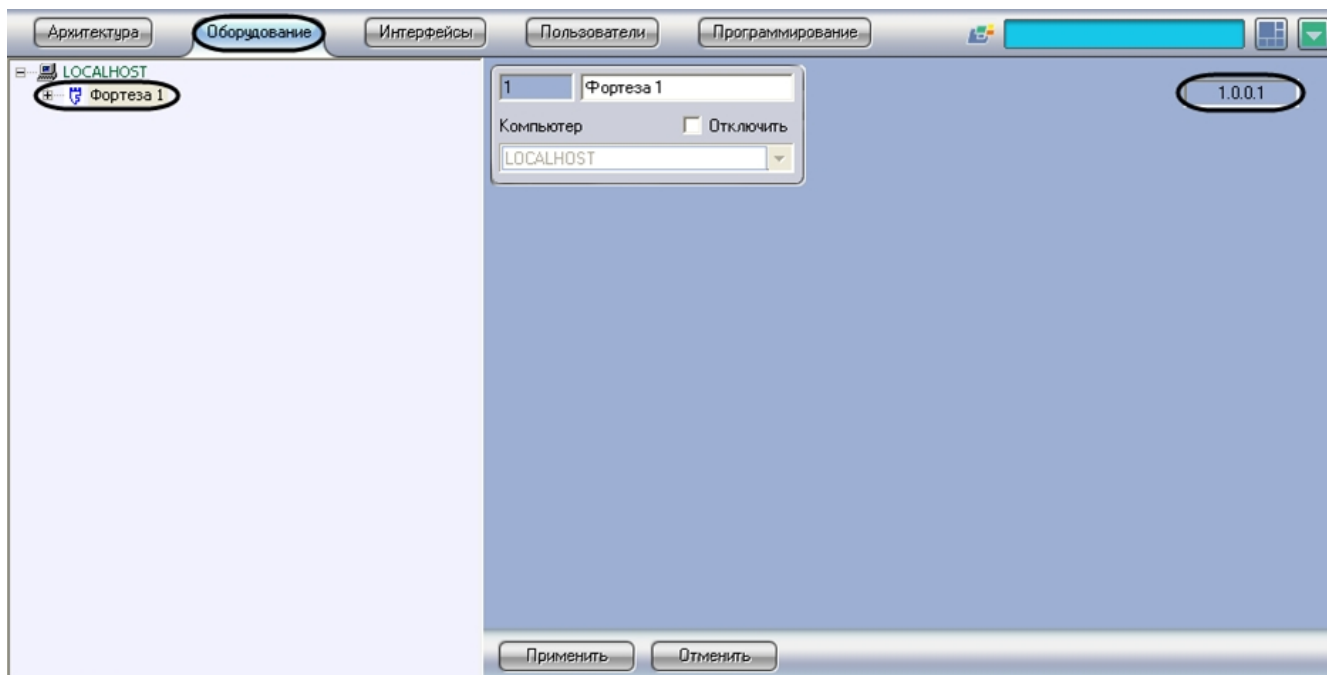 Архитектура Оборудование Интерфейсы Пользователи Программирование
LOCALHOST
Фортеза 1
1 Фортеза 1
1.0.0.1
Компьютер Отключить
LOCALHOST
Применить Отменить